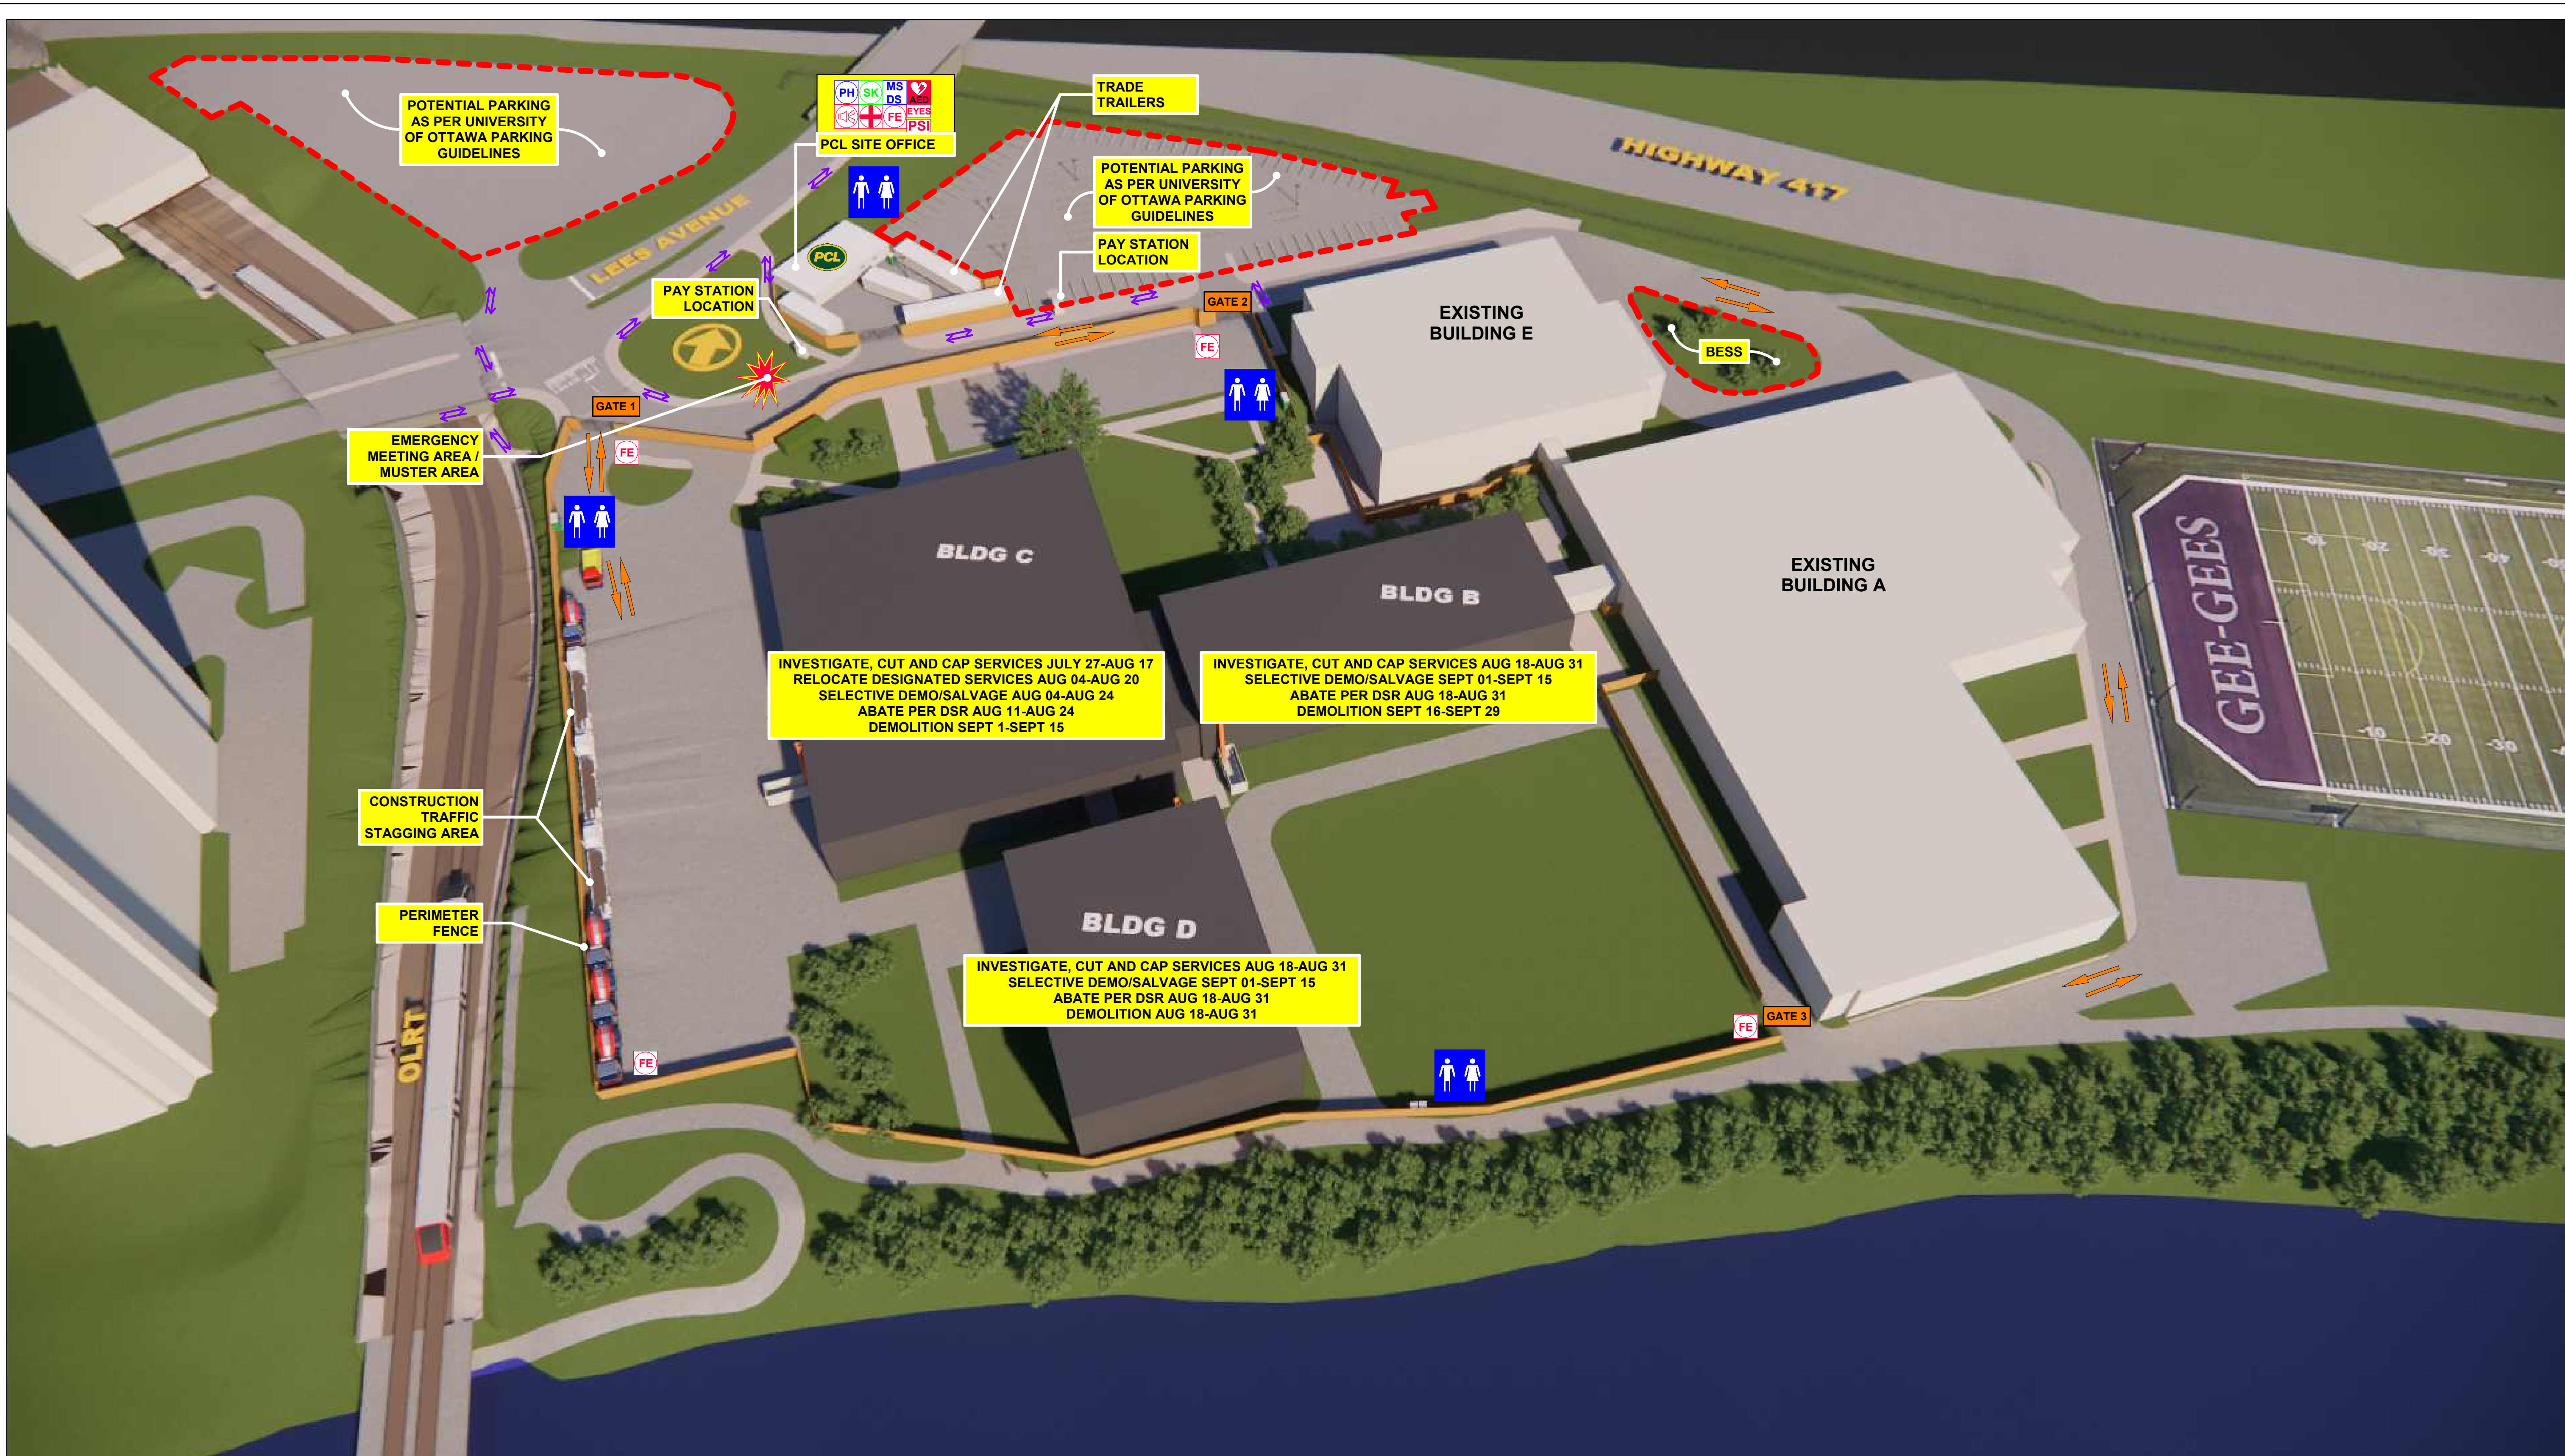 POTENTIAL PARKING
AS PER UNIVERSITY
OF OTTAWA PARKING
GUIDELINES
PH
SK
MS
DS
AED
FE
EYES
PSI
PCL SITE OFFICE
TRADE
TRAILERS
POTENTIAL PARKING
AS PER UNIVERSITY
OF OTTAWA PARKING
GUIDELINES
PAY STATION
LOCATION
HIGHWAY 417
LEES AVENUE
PCL
PAY STATION
LOCATION
GATE 2
FE
EXISTING
BUILDING E
BESS
GATE 1
FE
EMERGENCY
MEETING AREA /
MUSTER AREA
BLDG C
BLDG B
EXISTING
BUILDING A
GEE-GEES
INVESTIGATE, CUT AND CAP SERVICES JULY 27-AUG 17
RELOCATE DESIGNATED SERVICES AUG 04-AUG 20
SELECTIVE DEMO/SALVAGE AUG 04-AUG 24
ABATE PER DSR AUG 11-AUG 24
DEMOLITION SEPT 1-SEPT 15
INVESTIGATE, CUT AND CAP SERVICES AUG 18-AUG 31
SELECTIVE DEMO/SALVAGE SEPT 01-SEPT 15
ABATE PER DSR AUG 18-AUG 31
DEMOLITION SEPT 16-SEPT 29
CONSTRUCTION
TRAFFIC
STAGGING AREA
PERIMETER
FENCE
BLDG D
INVESTIGATE, CUT AND CAP SERVICES AUG 18-AUG 31
SELECTIVE DEMO/SALVAGE SEPT 01-SEPT 15
ABATE PER DSR AUG 18-AUG 31
DEMOLITION AUG 18-AUG 31
GATE 3
FE
FE
OLRT